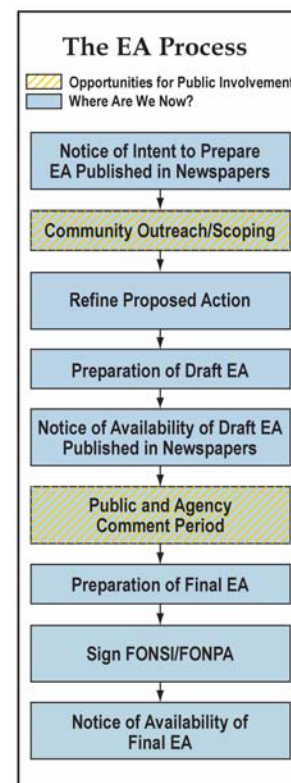 The EA Process
Opportunities for Public Involvement
Where Are We Now?
Notice of Intent to Prepare
EA Published in Newspapers
Community Outreach/Scoping
Refine Proposed Action
Preparation of Draft EA
Notice of Availability of Draft EA
Published in Newspapers
Public and Agency
Comment Period
Preparation of Final EA
Sign FONSI/FONPA
Notice of Availability of
Final EA